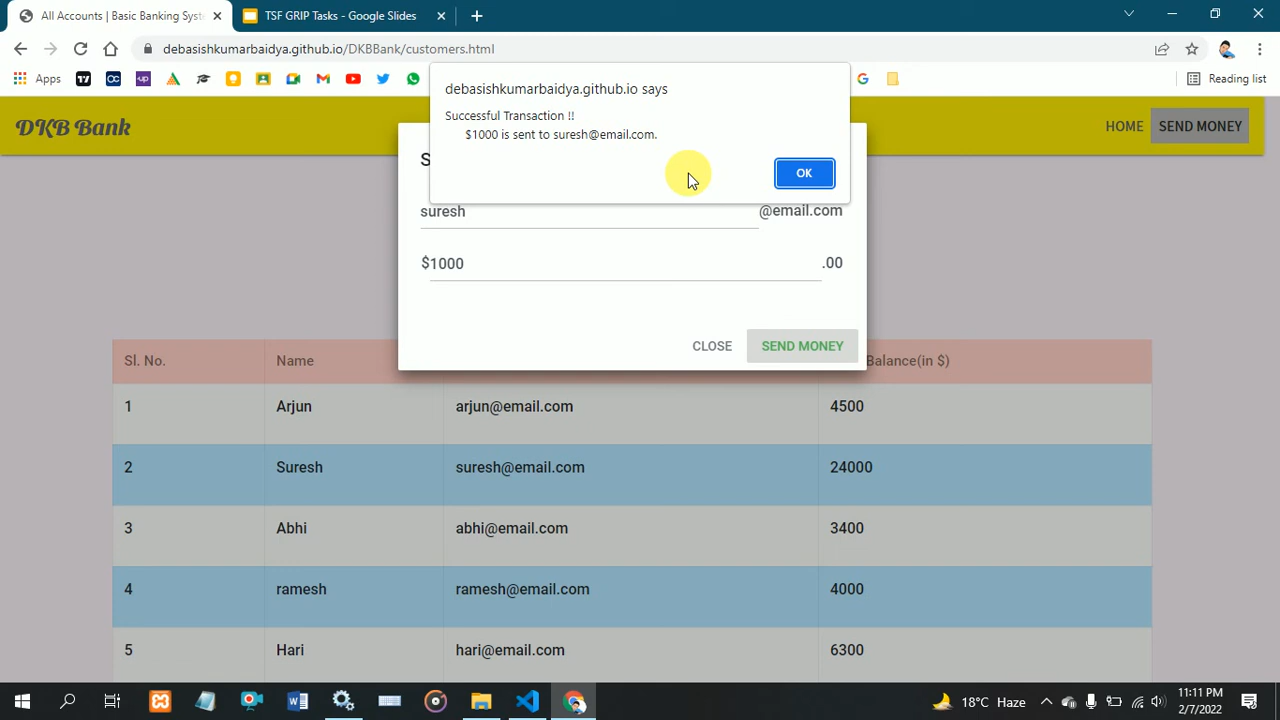 All Accounts | Basic Banking Syst
TSF GRIP Tasks - Google Slides
debasishkumarbaidya.github.io/DKBBank/customers.html
Apps
Reading list
debasishkumarbaidya.github.io says
Successful Transaction !!
$1000 is sent to suresh@email.com.
OK
DKB Bank
HOME
SEND MONEY
S
suresh
@email.com
$1000
.00
CLOSE
SEND MONEY
Sl. No.
Name
Balance(in $)
1
Arjun
arjun@email.com
4500
2
Suresh
suresh@email.com
24000
3
Abhi
abhi@email.com
3400
4
ramesh
ramesh@email.com
4000
5
Hari
hari@email.com
6300
18°C Haze
11:11 PM
2/7/2022